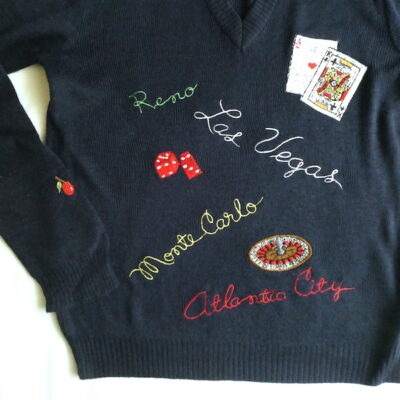 Reno
Las Vegas
Monte Carlo
Atlantic City